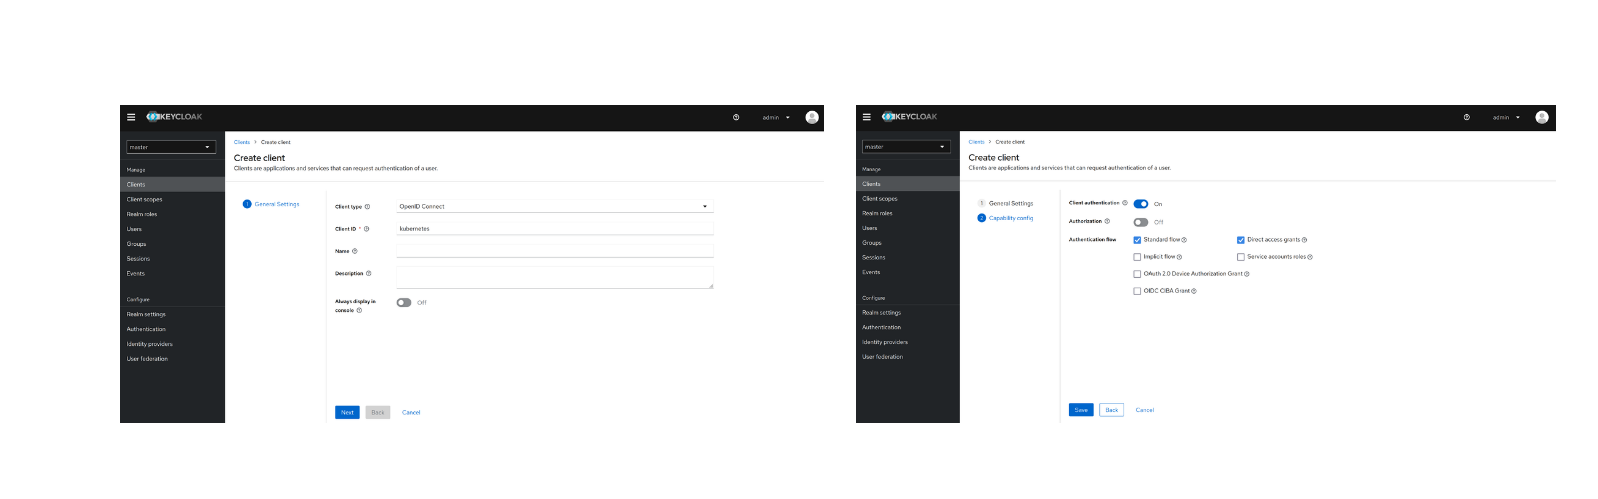 KEYCLOAK
admin
master
Manage
Clients
Client scopes
Realm roles
Users
Groups
Sessions
Events
Configure
Realm settings
Authentication
Identity providers
User federation
Clients > Create client
Create client
Clients are applications and services that can request authentication of a user.
1 General Settings
Client type
OpenID Connect
Client ID *
kubernetes
Name
Description
Always display in
console
Off
Next
Back
Cancel
KEYCLOAK
admin
master
Manage
Clients
Client scopes
Realm roles
Users
Groups
Sessions
Events
Configure
Realm settings
Authentication
Identity providers
User federation
Clients > Create client
Create client
Clients are applications and services that can request authentication of a user.
1 General Settings
2 Capability config
Client authentication
On
Authorization
Off
Authentication flow
Standard flow
Direct access grants
Implicit flow
Service accounts roles
OAuth 2.0 Device Authorization Grant
OIDC CIBA Grant
Save
Back
Cancel